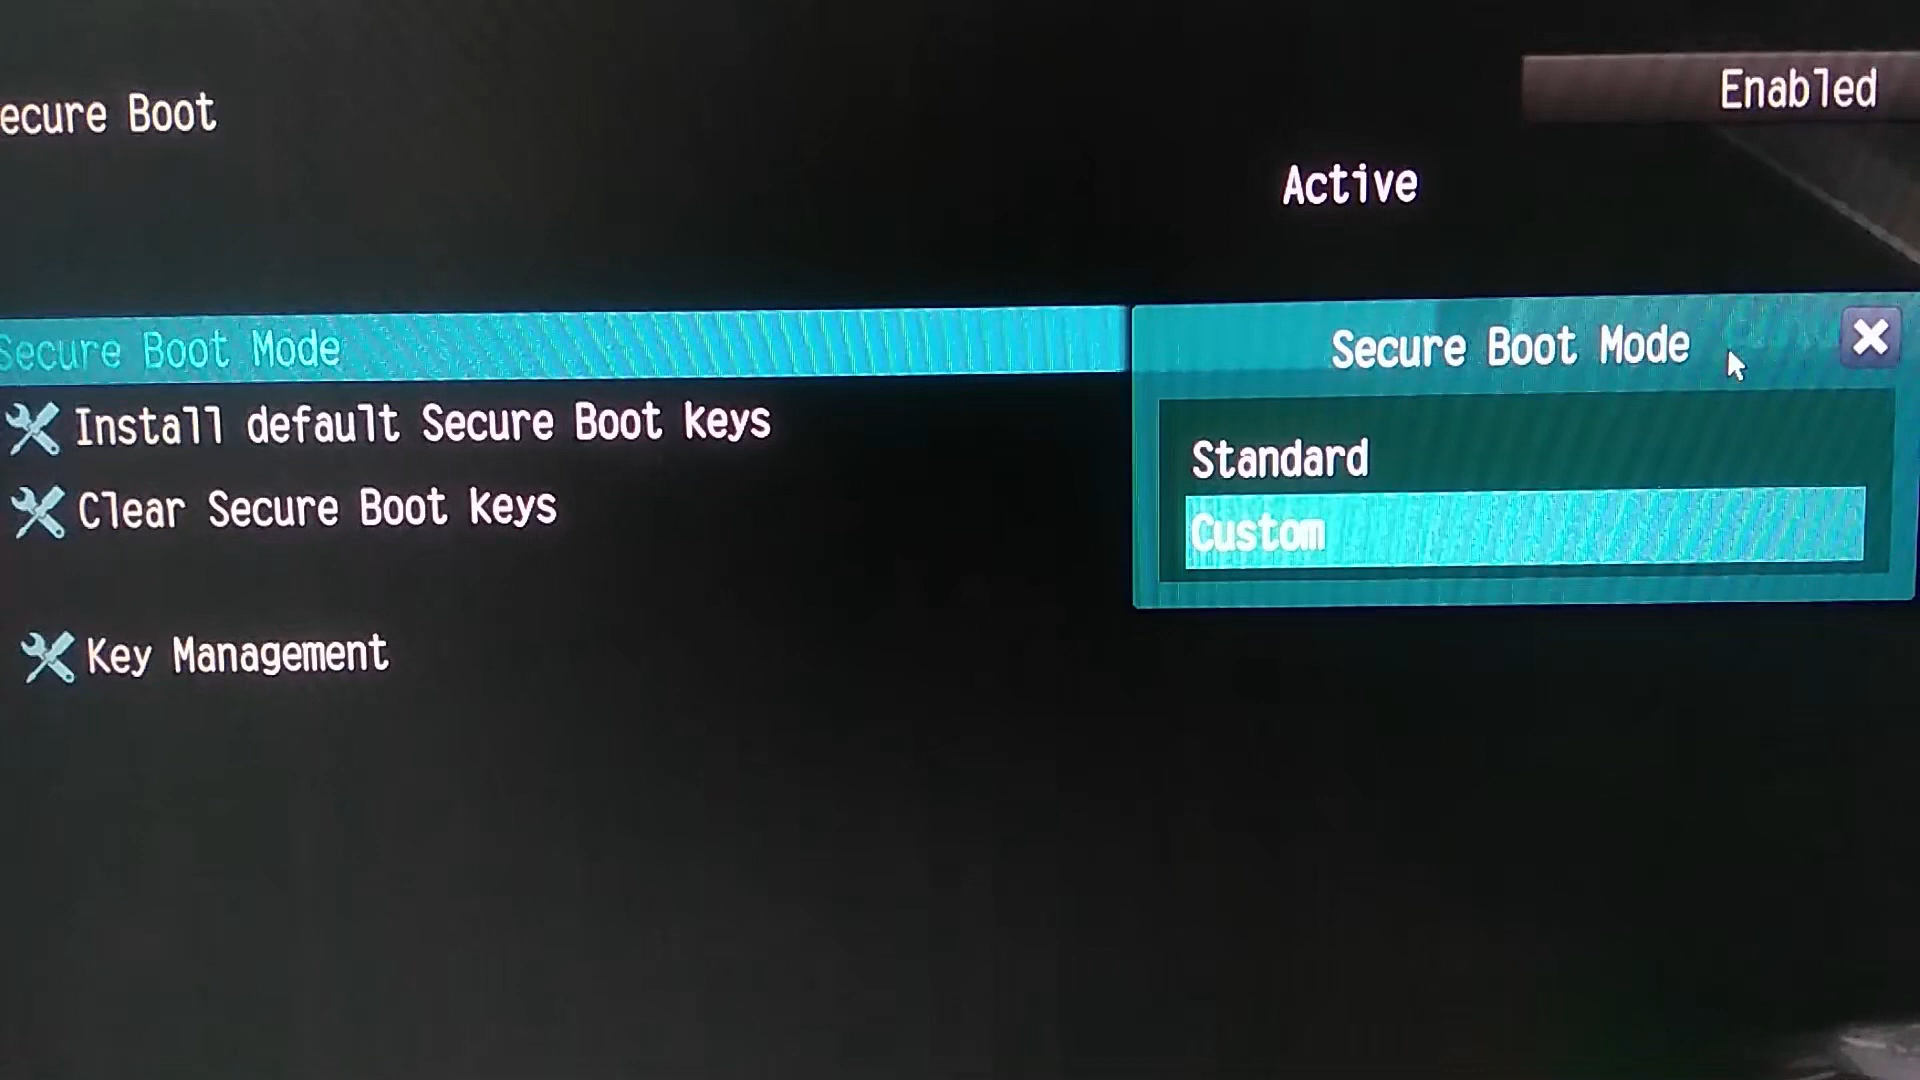 ecure Boot
Enabled
Active
Secure Boot Mode
Install default Secure Boot keys
Clear Secure Boot keys
Key Management
Secure Boot Mode
Standard
Custom